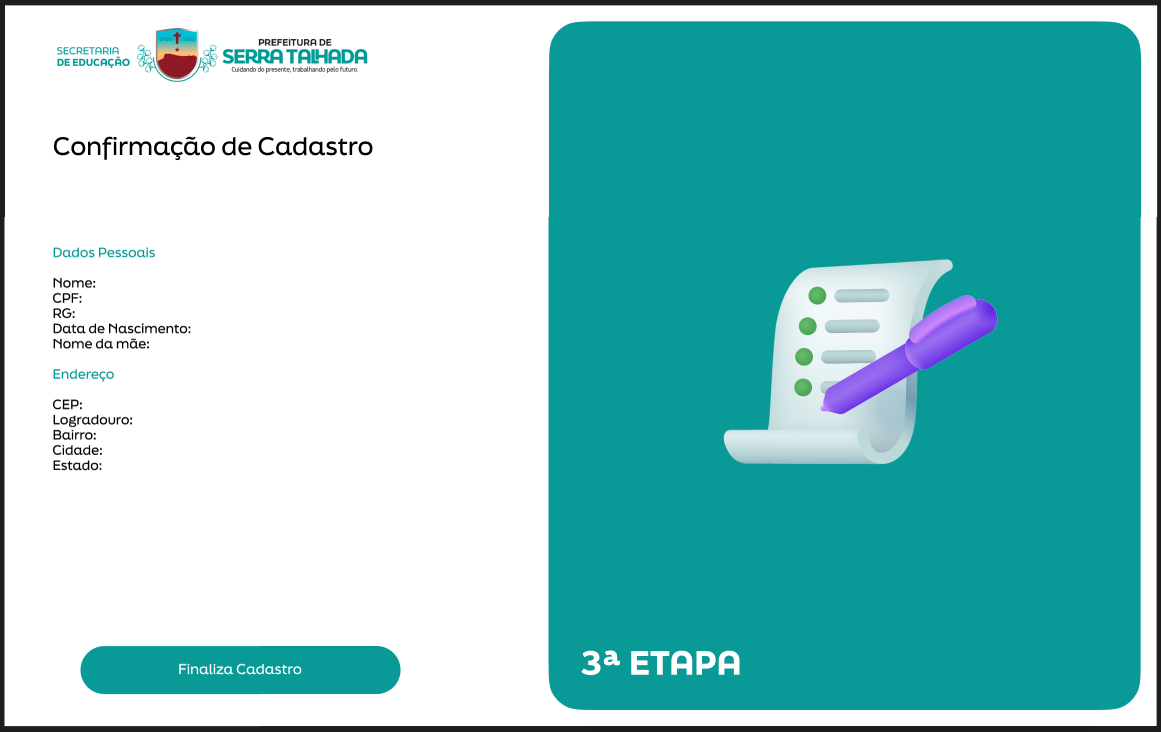 SECRETARIA
DE EDUCAÇÃO
PREFEITURA DE
SERRA TALHADA
Cuidando do presente, trabalhando pelo futuro.
Confirmação de Cadastro
Dados Pessoais
Nome:
CPF:
RG:
Data de Nascimento:
Nome da mãe:
Endereço
CEP:
Logradouro:
Bairro:
Cidade:
Estado:
Finaliza Cadastro
3ª ETAPA